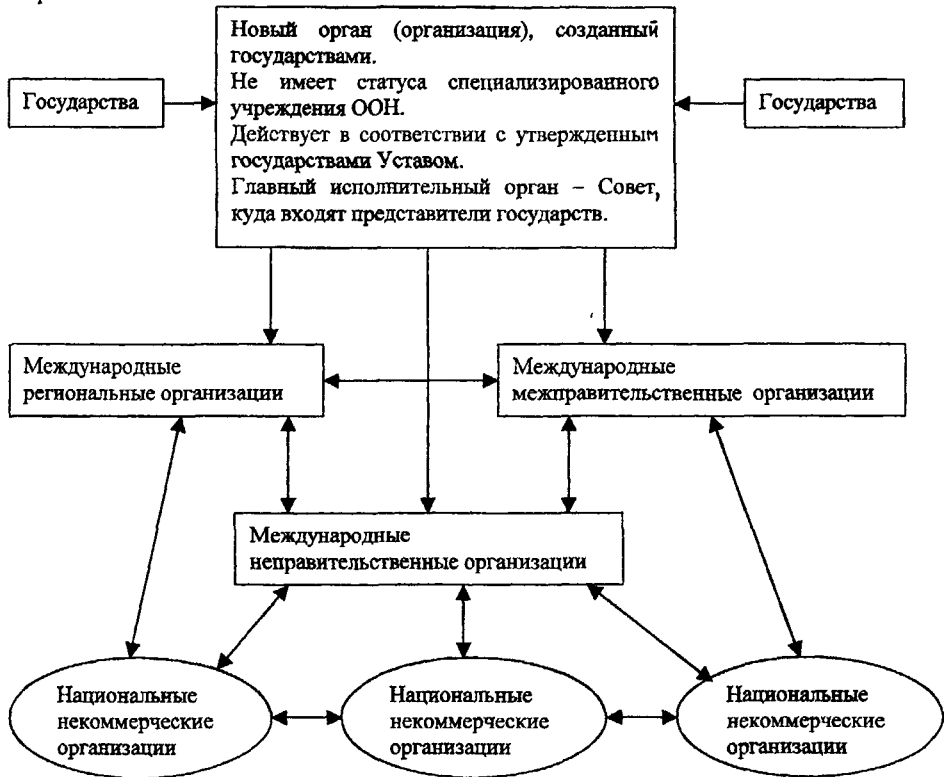 Новый орган (организация), созданный
государствами.
Не имеет статуса специализированного
учреждения ООН.
Действует в соответствии с утвержденным
государствами Уставом.
Главный исполнительный орган – Совет,
куда входят представители государств.
Государства
Государства
Международные
региональные организации
Международные
межправительственные организации
Международные
неправительственные организации
Национальные
некоммерческие
организации
Национальные
некоммерческие
организации
Национальные
некоммерческие
организации